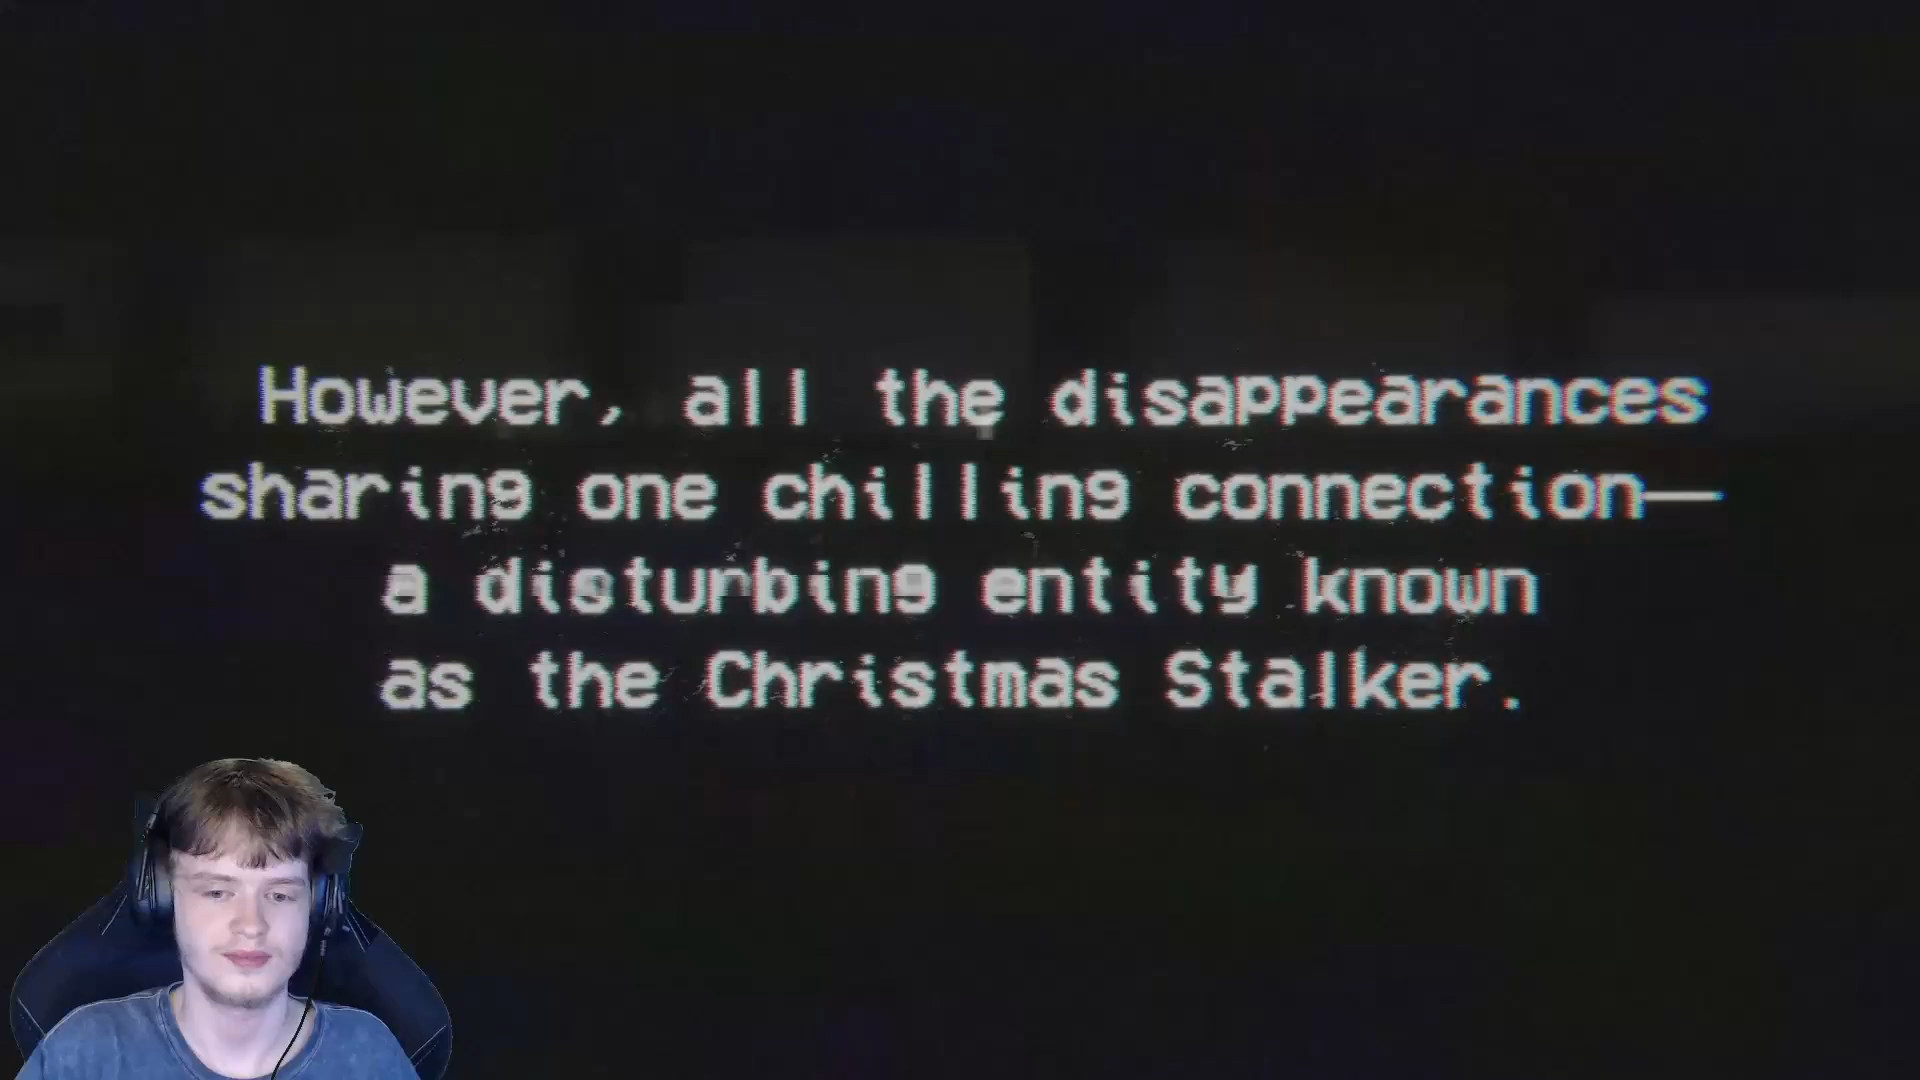 However, all the disappearances
sharing one chilling connection—
a disturbing entity known
as the Christmas Stalker.